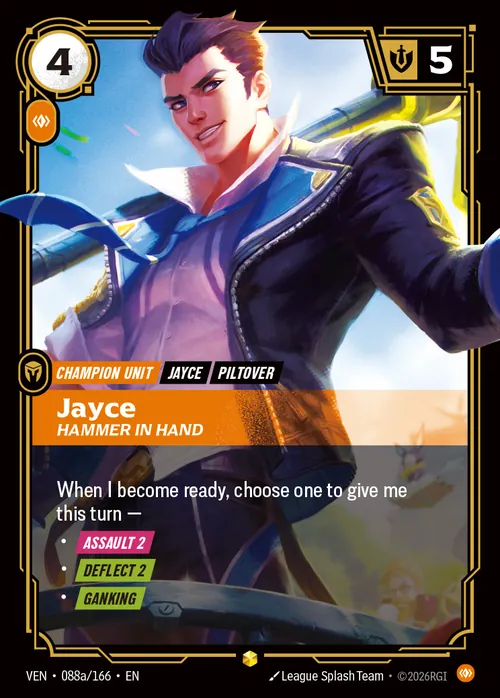 4
5
CHAMPION UNIT JAYCE PILTOVER
Jayce
HAMMER IN HAND
When I become ready, choose one to give me
this turn —
• ASSAULT 2
• DEFLECT 2
• GANKING
VEN • 088a/166 • EN League Splash Team • ©2026RGI